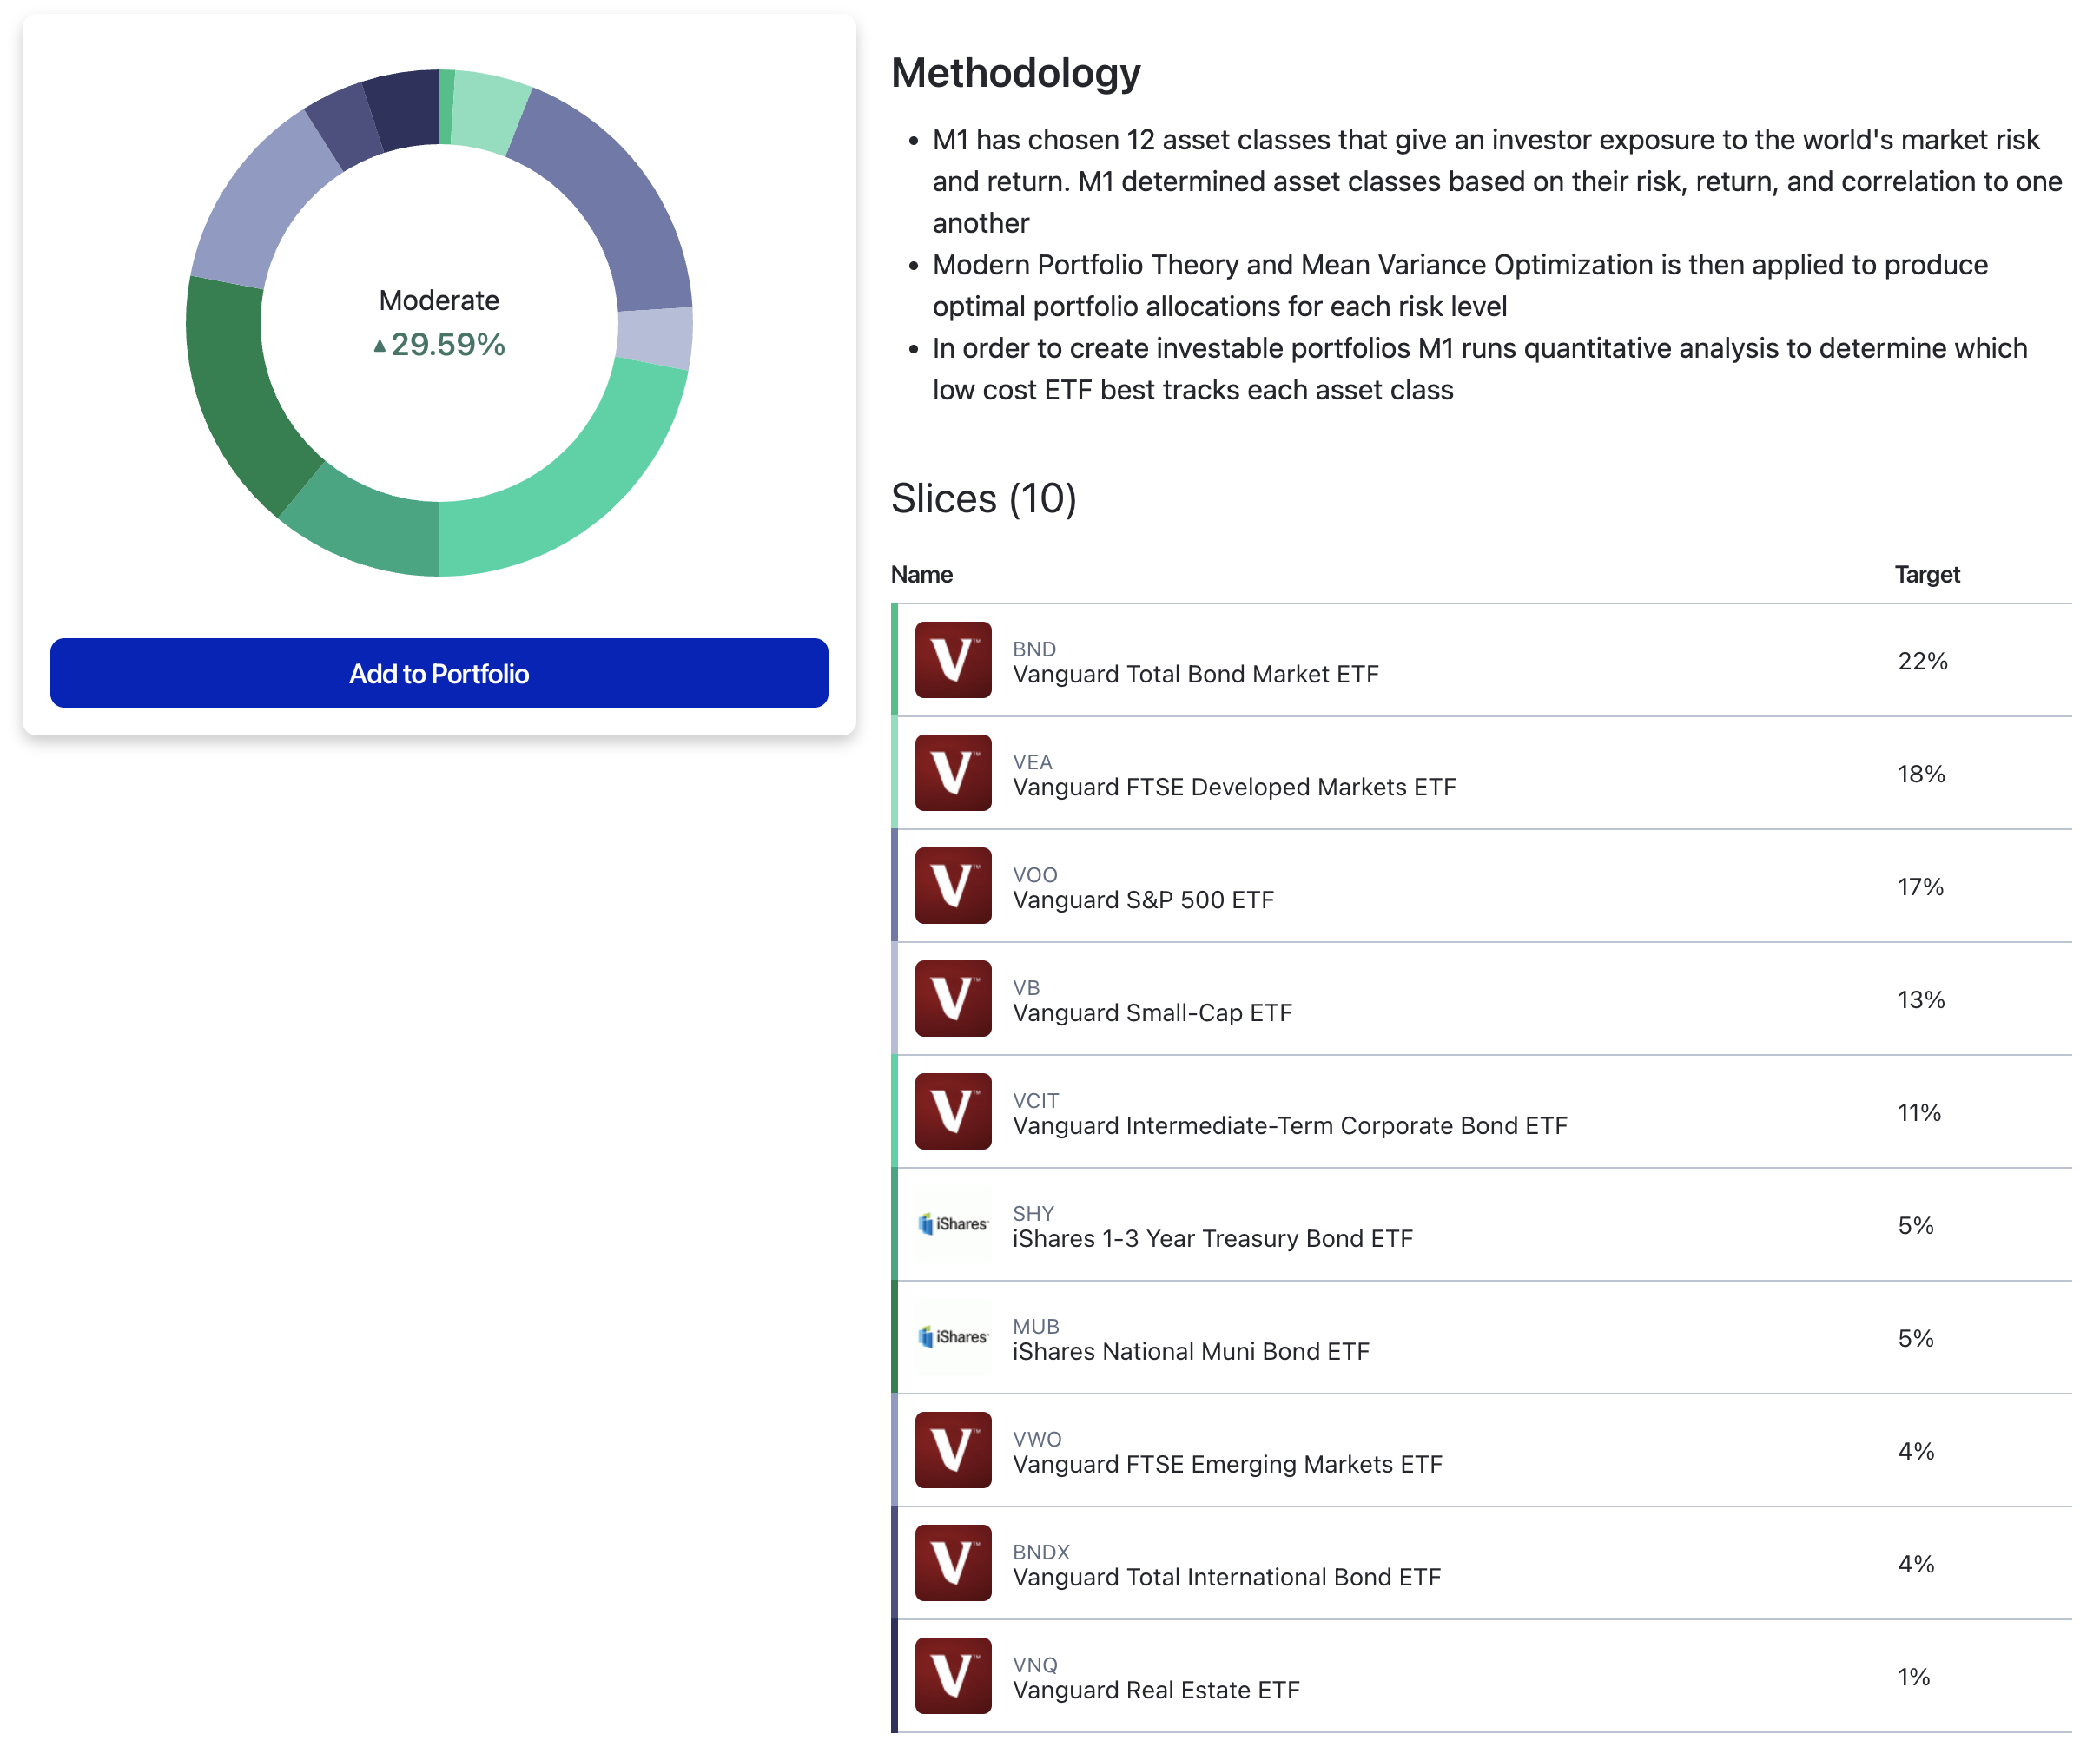 Moderate
▲29.59%
Add to Portfolio
Methodology
• M1 has chosen 12 asset classes that give an investor exposure to the world's market risk
and return. M1 determined asset classes based on their risk, return, and correlation to one
another
• Modern Portfolio Theory and Mean Variance Optimization is then applied to produce
optimal portfolio allocations for each risk level
• In order to create investable portfolios M1 runs quantitative analysis to determine which
low cost ETF best tracks each asset class
Slices (10)
Name Target
V™ BND
Vanguard Total Bond Market ETF 22%
V™ VEA
Vanguard FTSE Developed Markets ETF 18%
V™ VOO
Vanguard S&P 500 ETF 17%
V™ VB
Vanguard Small-Cap ETF 13%
V™ VCIT
Vanguard Intermediate-Term Corporate Bond ETF 11%
iShares SHY
iShares 1-3 Year Treasury Bond ETF 5%
iShares MUB
iShares National Muni Bond ETF 5%
V™ VWO
Vanguard FTSE Emerging Markets ETF 4%
V™ BNDX
Vanguard Total International Bond ETF 4%
V™ VNQ
Vanguard Real Estate ETF 1%